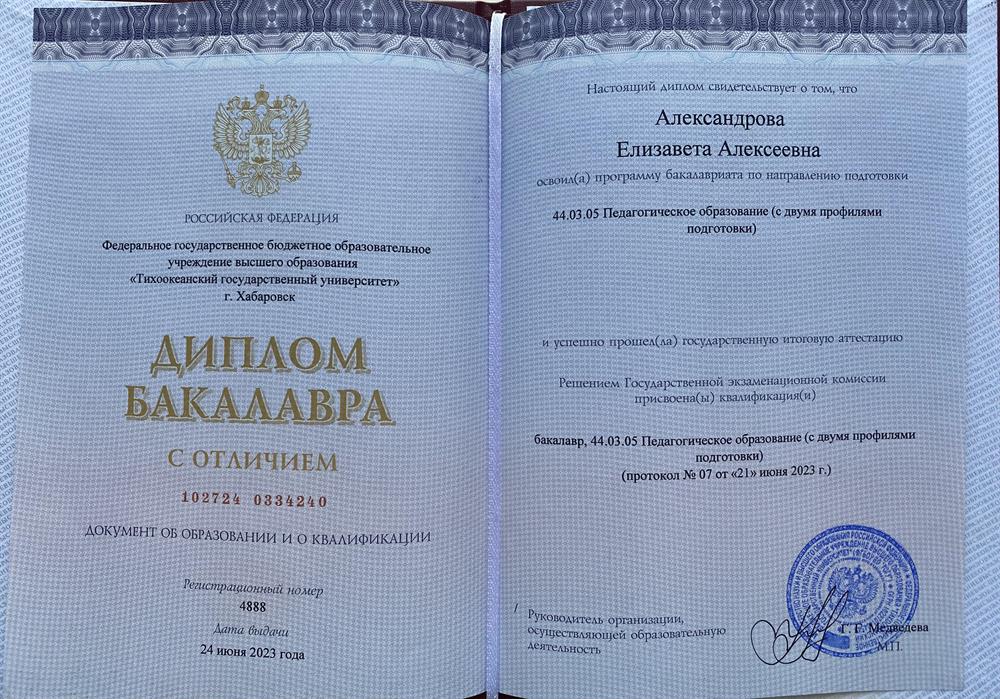 РОССИЙСКАЯ ФЕДЕРАЦИЯ
Федеральное государственное бюджетное образовательное
учреждение высшего образования
«Тихоокеанский государственный университет»
г. Хабаровск
ДИПЛОМ
БАКАЛАВРА
С ОТЛИЧИЕМ
102724 0334240
ДОКУМЕНТ ОБ ОБРАЗОВАНИИ И О КВАЛИФИКАЦИИ
Регистрационный номер
4888
Дата выдачи
24 июня 2023 года
Настоящий диплом свидетельствует о том, что
Александрова
Елизавета Алексеевна
освоил(а) программу бакалавриата по направлению подготовки
44.03.05 Педагогическое образование (с двумя профилями
подготовки)
и успешно прошел(ла) государственную итоговую аттестацию
Решением Государственной экзаменационной комиссии
присвоена(ы) квалификация(и)
бакалавр, 44.03.05 Педагогическое образование (с двумя профилями
подготовки)
(протокол № 07 от «21» июня 2023 г.)
Руководитель организации,
осуществляющей образовательную
деятельность
Медведева
М.П.